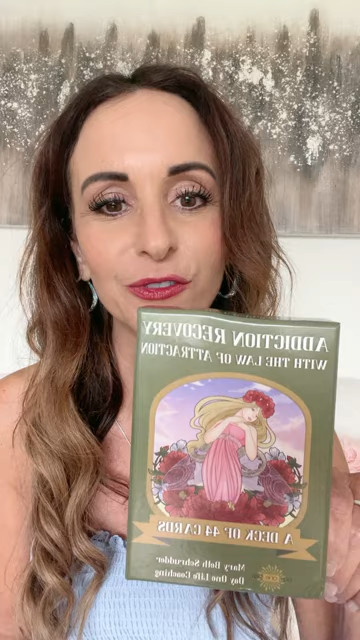 ADDICTION RECOVERY
WITH THE LAW OF ATTRACTION
A DECK OF 44 CARDS
Mary Beth Schrudder
Day One Life Coaching